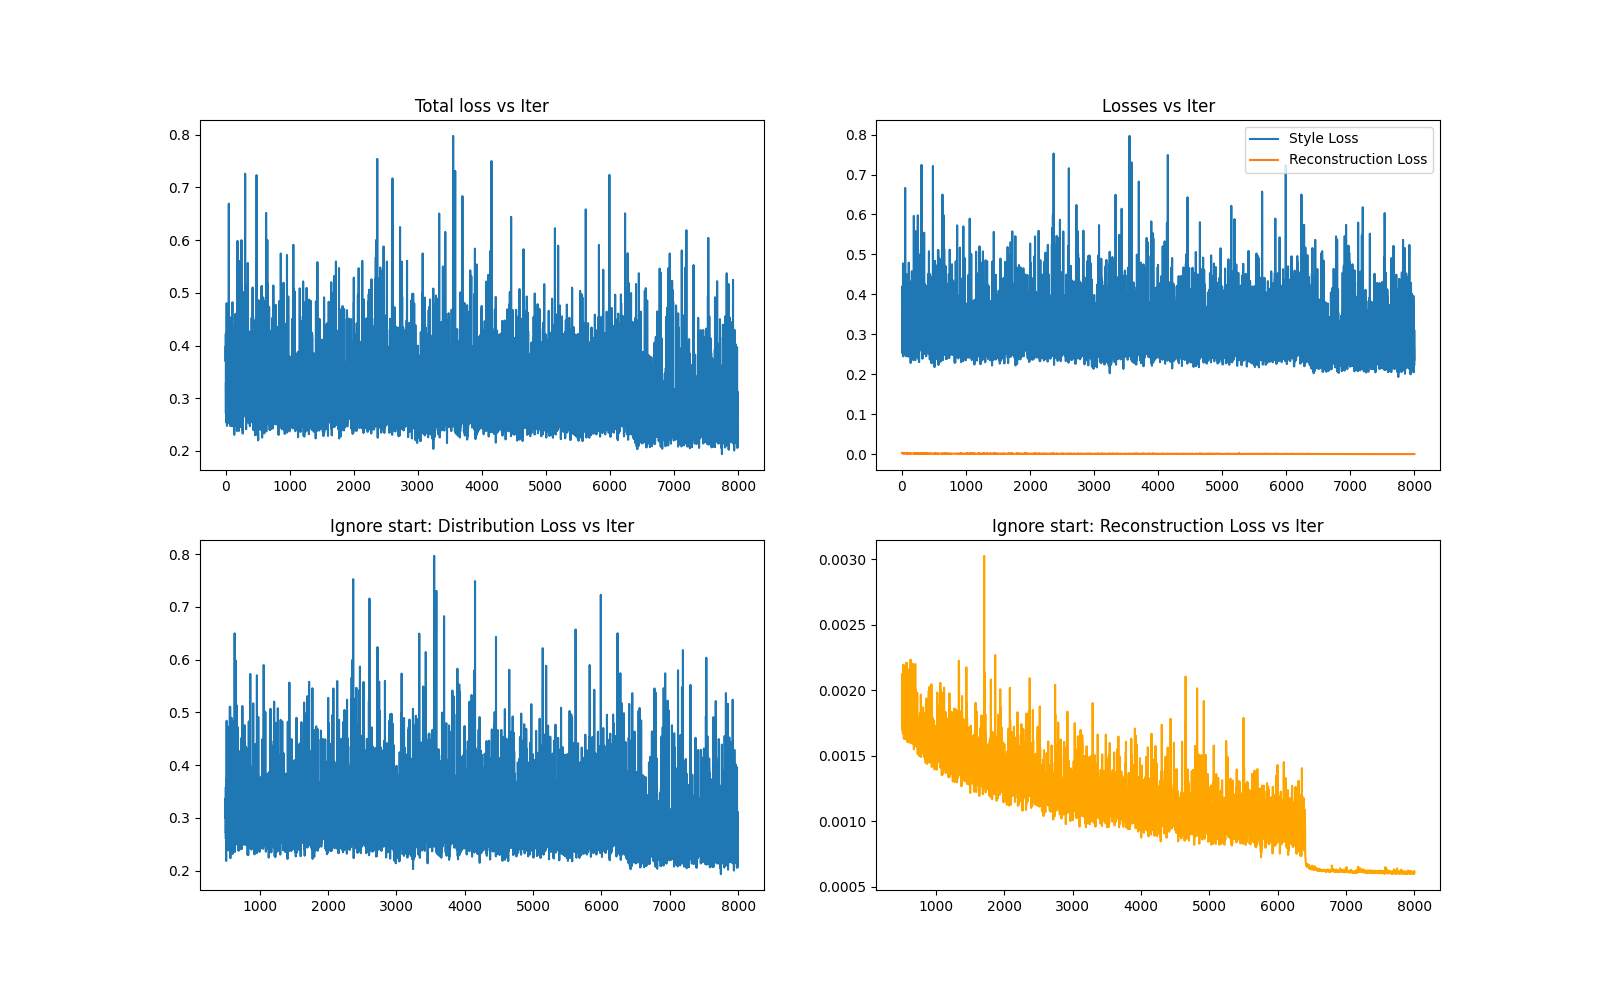 Total loss vs Iter
0.8
0.7
0.6
0.5
0.4
0.3
0.2
0 1000 2000 3000 4000 5000 6000 7000 8000
Losses vs Iter
Style Loss
Reconstruction Loss
0.8
0.7
0.6
0.5
0.4
0.3
0.2
0.1
0.0
0 1000 2000 3000 4000 5000 6000 7000 8000
Ignore start: Distribution Loss vs Iter
0.8
0.7
0.6
0.5
0.4
0.3
0.2
1000 2000 3000 4000 5000 6000 7000 8000
Ignore start: Reconstruction Loss vs Iter
0.0030
0.0025
0.0020
0.0015
0.0010
0.0005
1000 2000 3000 4000 5000 6000 7000 8000